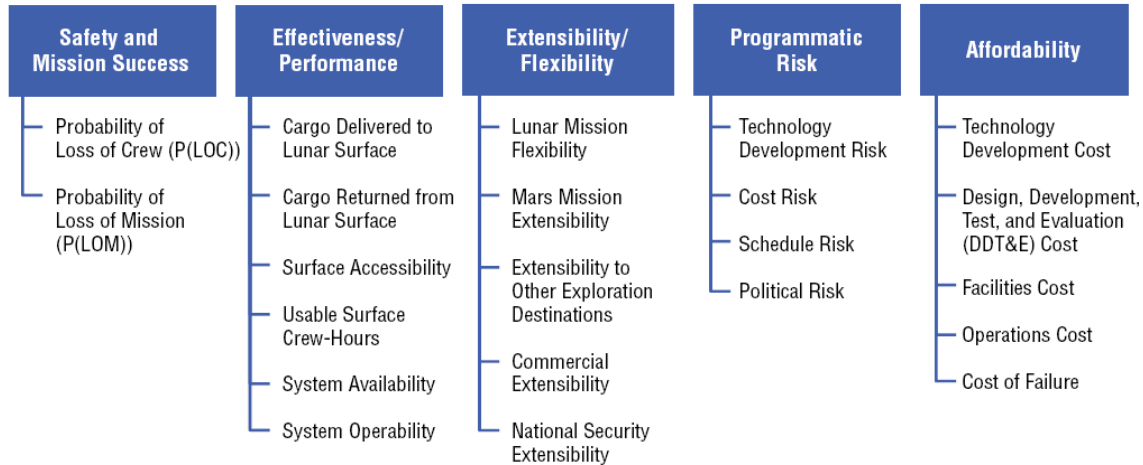 Safety and
Mission Success
Probability of
Loss of Crew (P(LOC))
Probability of
Loss of Mission
(P(LOM))
Effectiveness/
Performance
Cargo Delivered to
Lunar Surface
Cargo Returned from
Lunar Surface
Surface Accessibility
Usable Surface
Crew-Hours
System Availability
System Operability
Extensibility/
Flexibility
Lunar Mission
Flexibility
Mars Mission
Extensibility
Extensibility to
Other Exploration
Destinations
Commercial
Extensibility
National Security
Extensibility
Programmatic
Risk
Technology
Development Risk
Cost Risk
Schedule Risk
Political Risk
Affordability
Technology
Development Cost
Design, Development,
Test, and Evaluation
(DDT&E) Cost
Facilities Cost
Operations Cost
Cost of Failure